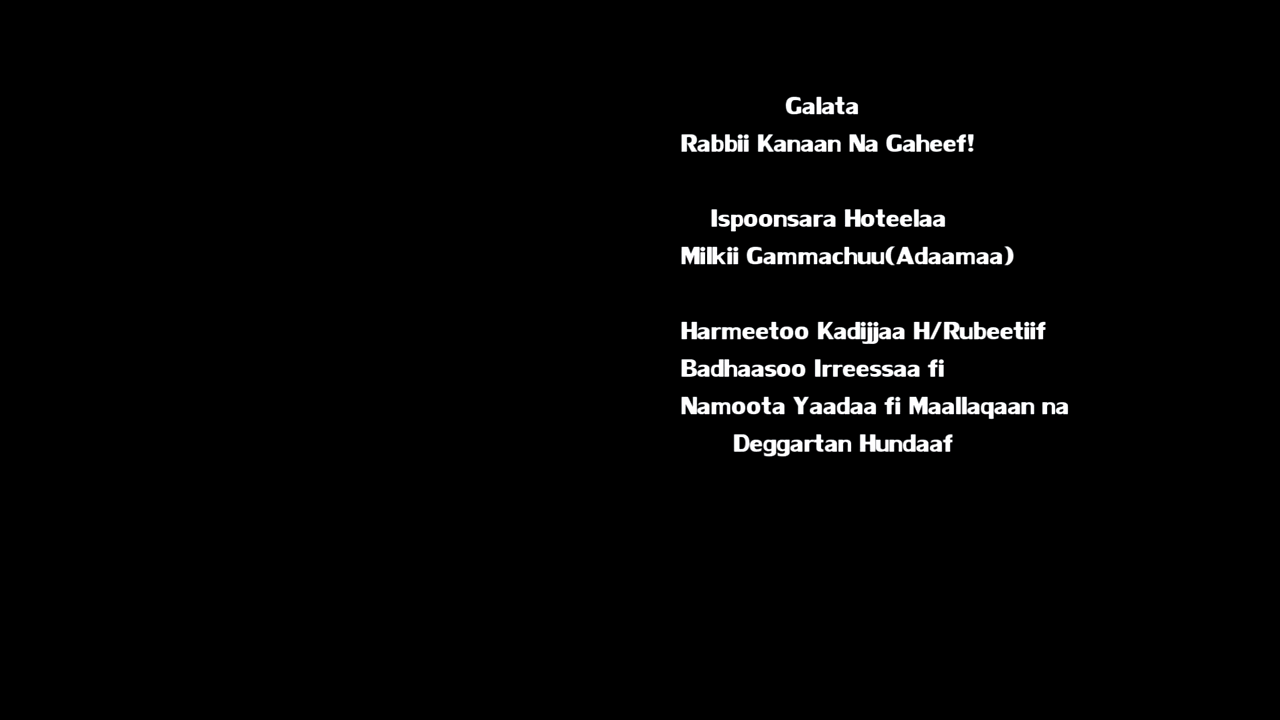 Galata
Rabbii Kanaan Na Gaheef!
Ispoonsara Hoteelaa
Milkii Gammachuu(Adaamaa)
Harmeetoo Kadijjaa H/Rubeetiif
Badhaasoo Irreessaa fi
Namoota Yaadaa fi Maallaqaan na
Deggartan Hundaaf